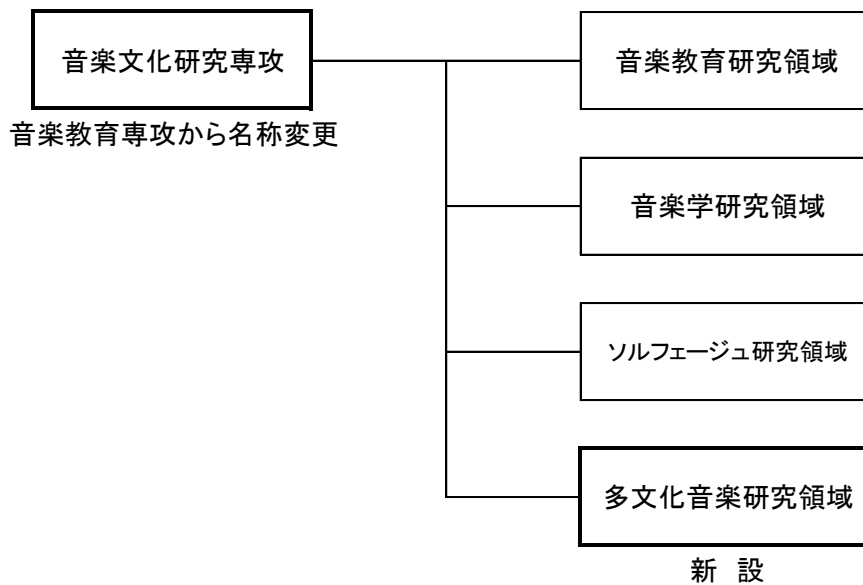 音楽文化研究専攻
音楽教育専攻から名称変更
音楽教育研究領域
音楽学研究領域
ソルフェージュ研究領域
多文化音楽研究領域
新 設